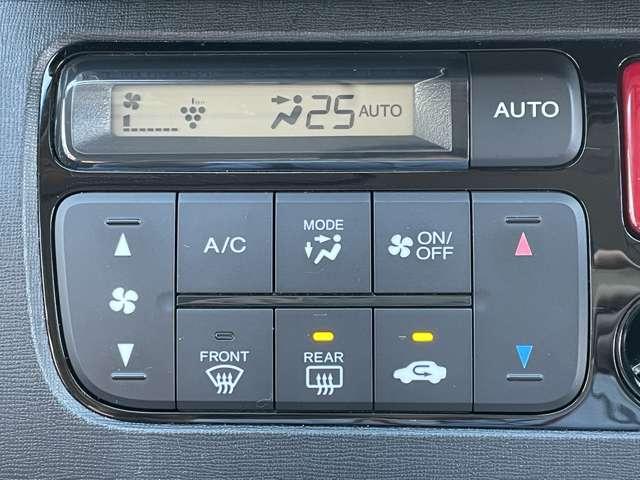 25 AUTO
AUTO
A/C
MODE
ON/
OFF
FRONT
REAR